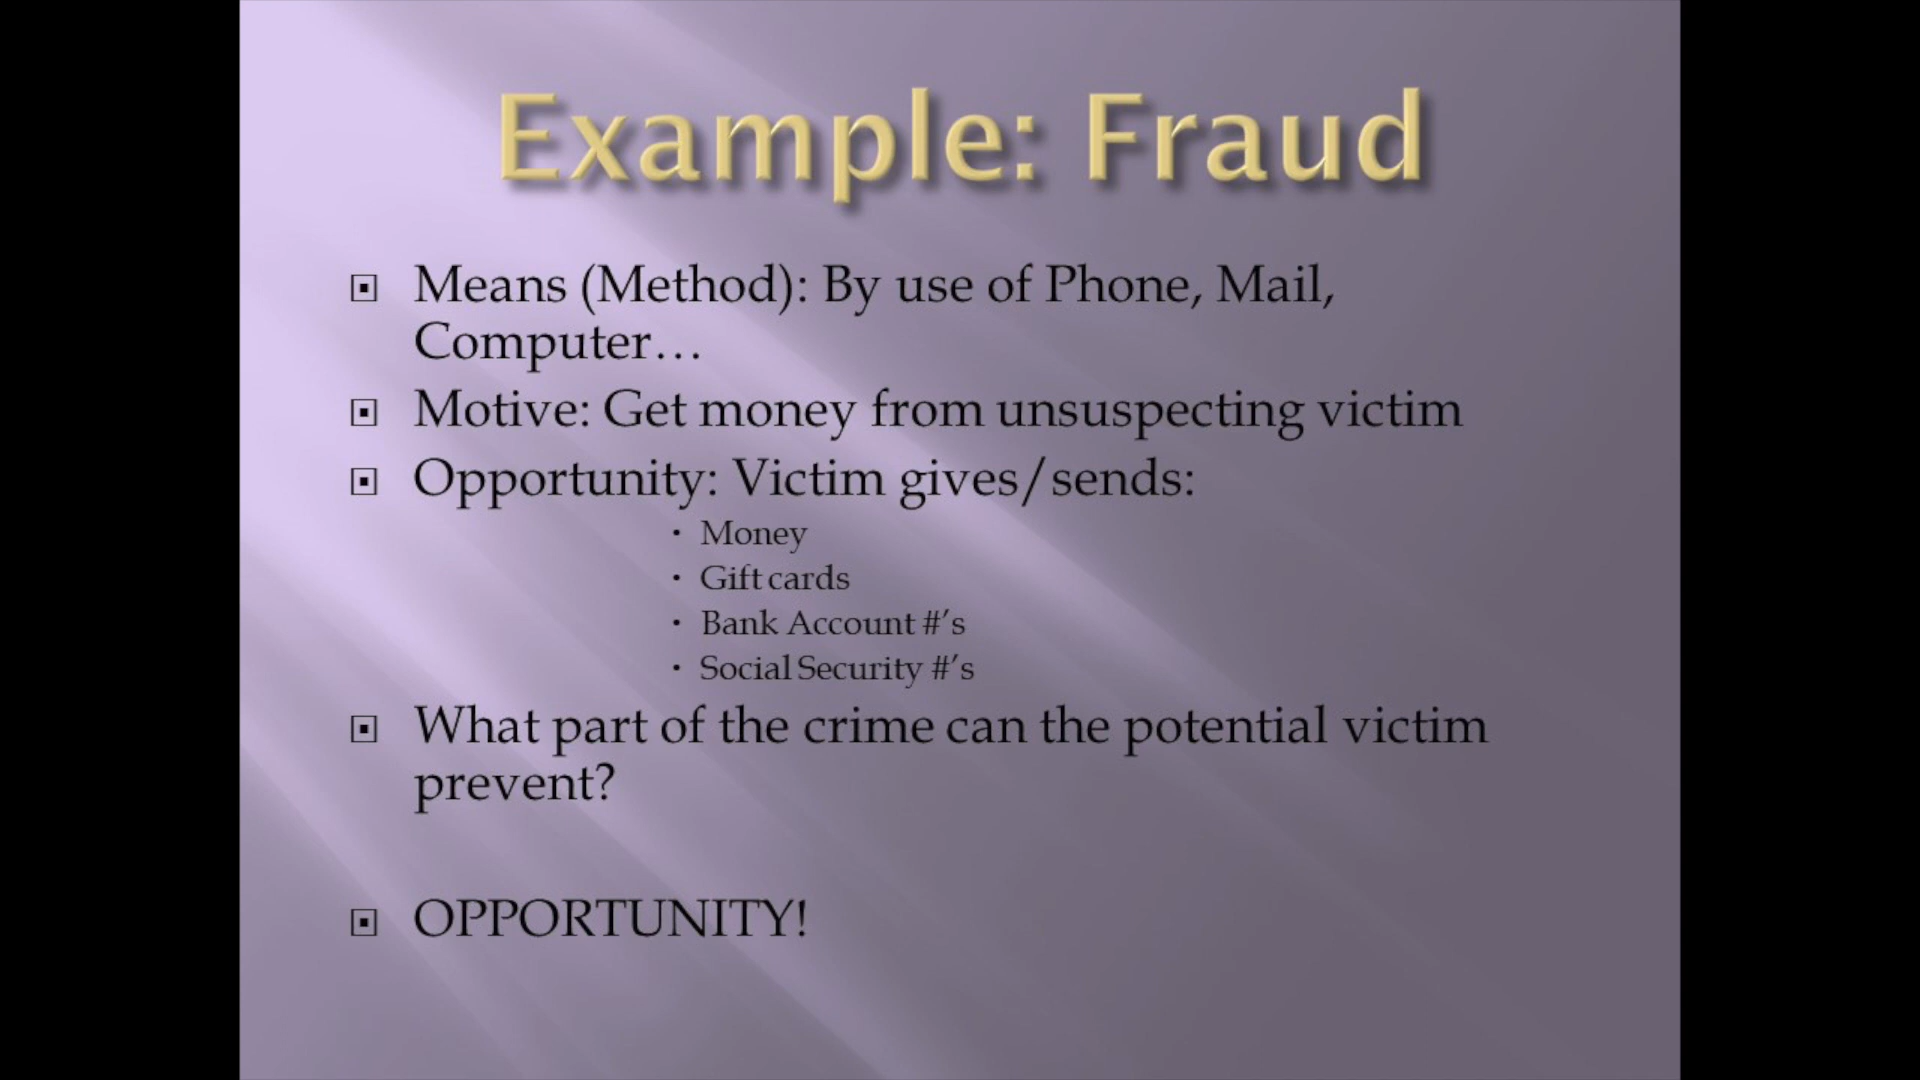 Example: Fraud
Means (Method): By use of Phone, Mail,
Computer…
Motive: Get money from unsuspecting victim
Opportunity: Victim gives/sends:
• Money
• Gift cards
• Bank Account #’s
• Social Security #’s
What part of the crime can the potential victim
prevent?
OPPORTUNITY!